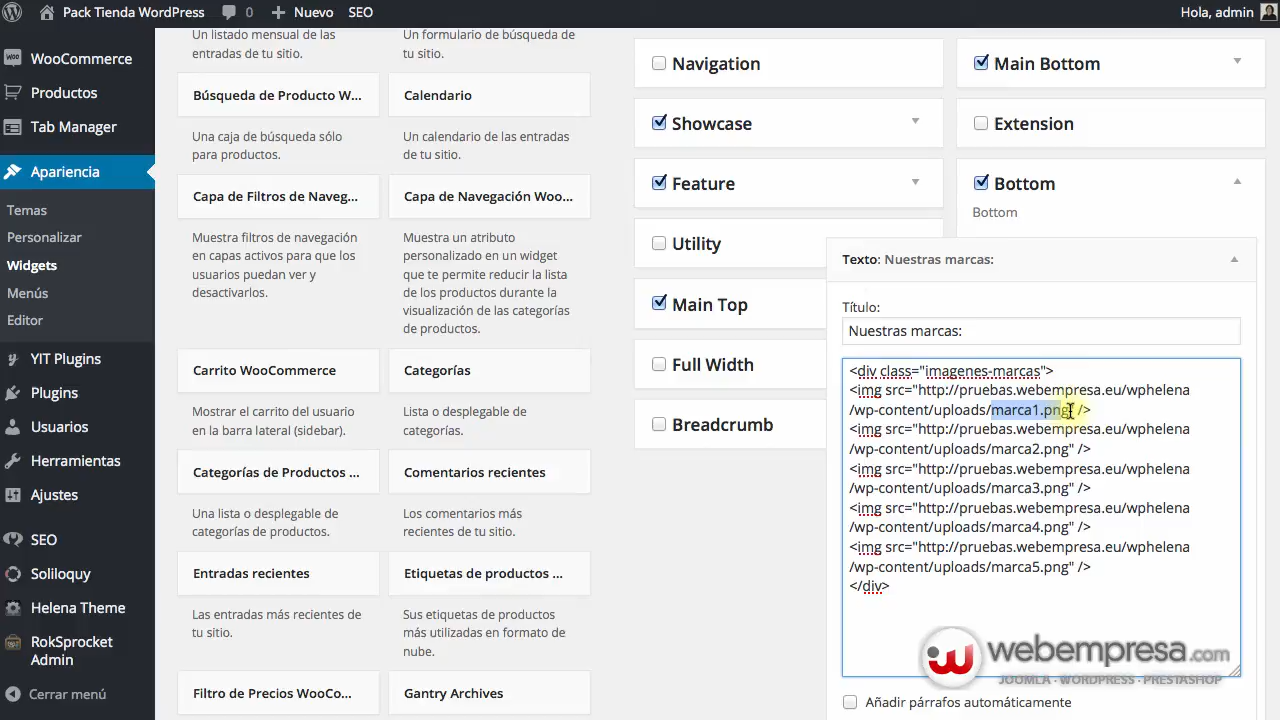 Pack Tienda WordPress
0
Nuevo
SEO
Hola, admin
WooCommerce
Productos
Tab Manager
Apariencia
Temas
Personalizar
Widgets
Menús
Editor
YIT Plugins
Plugins
Usuarios
Herramientas
Ajustes
SEO
Soliloquy
Helena Theme
RokSprocket
Admin
Cerrar menú
Un listado mensual de las
entradas de tu sitio.
Búsqueda de Producto W...
Una caja de búsqueda sólo
para productos.
Capa de Filtros de Naveg...
Muestra filtros de navegación
en capas activos para que los
usuarios puedan ver y
desactivarlos.
Carrito WooCommerce
Mostrar el carrito del usuario
en la barra lateral (sidebar).
Categorías de Productos ...
Una lista o desplegable de
categorías de productos.
Entradas recientes
Las entradas más recientes de
tu sitio.
Filtro de Precios WooCo...
Un formulario de búsqueda de
tu sitio.
Calendario
Un calendario de las entradas
de tu sitio.
Capa de Navegación Woo...
Muestra un atributo
personalizado en un widget
que te permite reducir la lista
de los productos durante la
visualización de las categorías
de productos.
Categorías
Lista o desplegable de
categorías.
Comentarios recientes
Los comentarios más
recientes de tu sitio.
Etiquetas de productos ...
Sus etiquetas de productos
más utilizadas en formato de
nube.
Gantry Archives
Navigation
Showcase
Feature
Utility
Main Top
Full Width
Breadcrumb
Main Bottom
Extension
Bottom
Bottom
Texto: Nuestras marcas:
Título:
Nuestras marcas:
<div class="imagenes-marcas">
<img src="http://pruebas.webempresa.eu/wphelena
/wp-content/uploads/marca1.png" />
<img src="http://pruebas.webempresa.eu/wphelena
/wp-content/uploads/marca2.png" />
<img src="http://pruebas.webempresa.eu/wphelena
/wp-content/uploads/marca3.png" />
<img src="http://pruebas.webempresa.eu/wphelena
/wp-content/uploads/marca4.png" />
<img src="http://pruebas.webempresa.eu/wphelena
/wp-content/uploads/marca5.png" />
</div>
webempresa.com
JOOMLA · WORDPRESS · PRESTASHOP
Añadir párrafos automáticamente